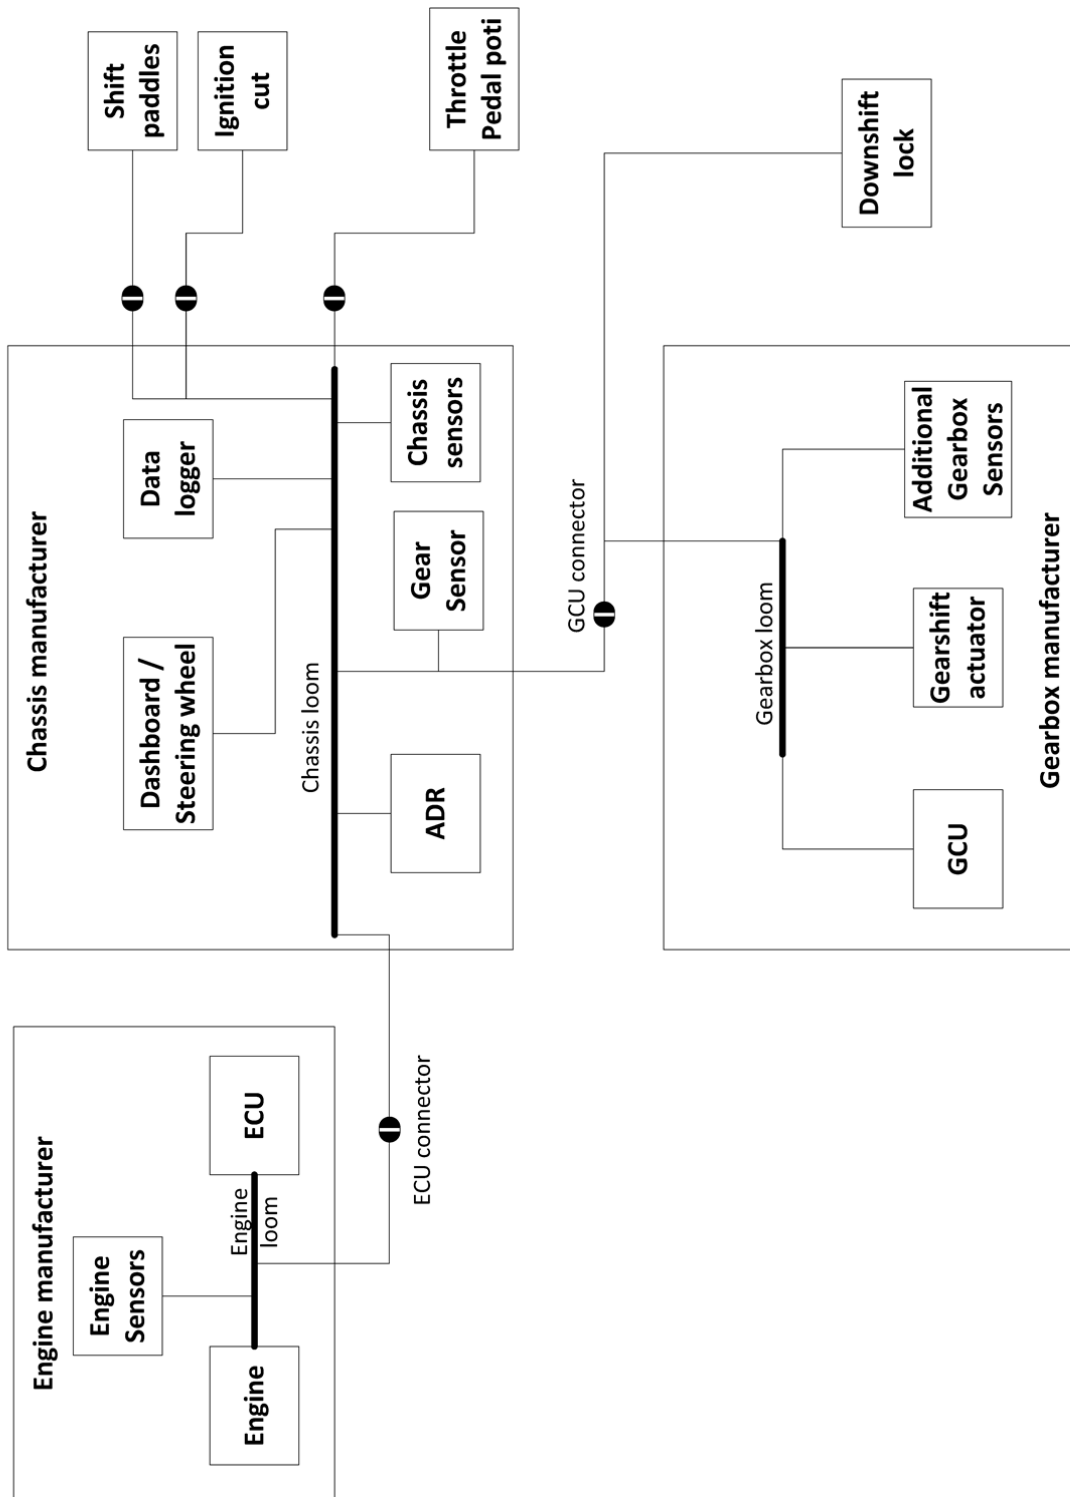 Engine manufacturer
Engine
Sensors
Engine
Engine
loom
ECU
ECU connector
Chassis manufacturer
Dashboard /
Steering wheel
Data
logger
Chassis loom
ADR
Gear
Sensor
Chassis
sensors
Shift
paddles
Ignition
cut
Throttle
Pedal poti
GCU connector
Downshift
lock
Gearbox loom
GCU
Gearshift
actuator
Additional
Gearbox
Sensors
Gearbox manufacturer